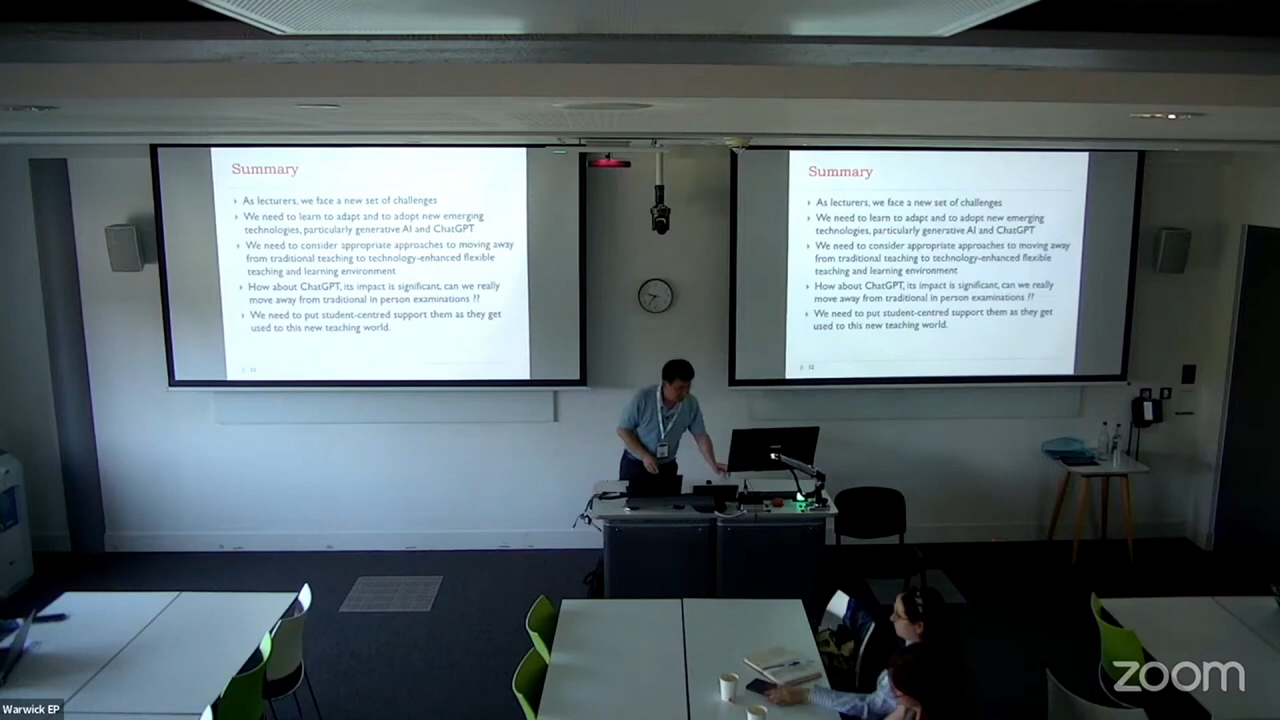 Summary
As lecturers, we face a new set of challenges
We need to learn to adapt and to adopt new emerging
technologies, particularly generative AI and ChatGPT
We need to consider appropriate approaches to moving away
from traditional teaching to technology-enhanced flexible
teaching and learning environment
How about ChatGPT, its impact is significant, can we really
move away from traditional in person examinations ??
We need to put student-centred support them as they get
used to this new teaching world.
12
Summary
As lecturers, we face a new set of challenges
We need to learn to adapt and to adopt new emerging
technologies, particularly generative AI and ChatGPT
We need to consider appropriate approaches to moving away
from traditional teaching to technology-enhanced flexible
teaching and learning environment
How about ChatGPT, its impact is significant, can we really
move away from traditional in person examinations ??
We need to put student-centred support them as they get
used to this new teaching world.
12
zoom
Warwick EP